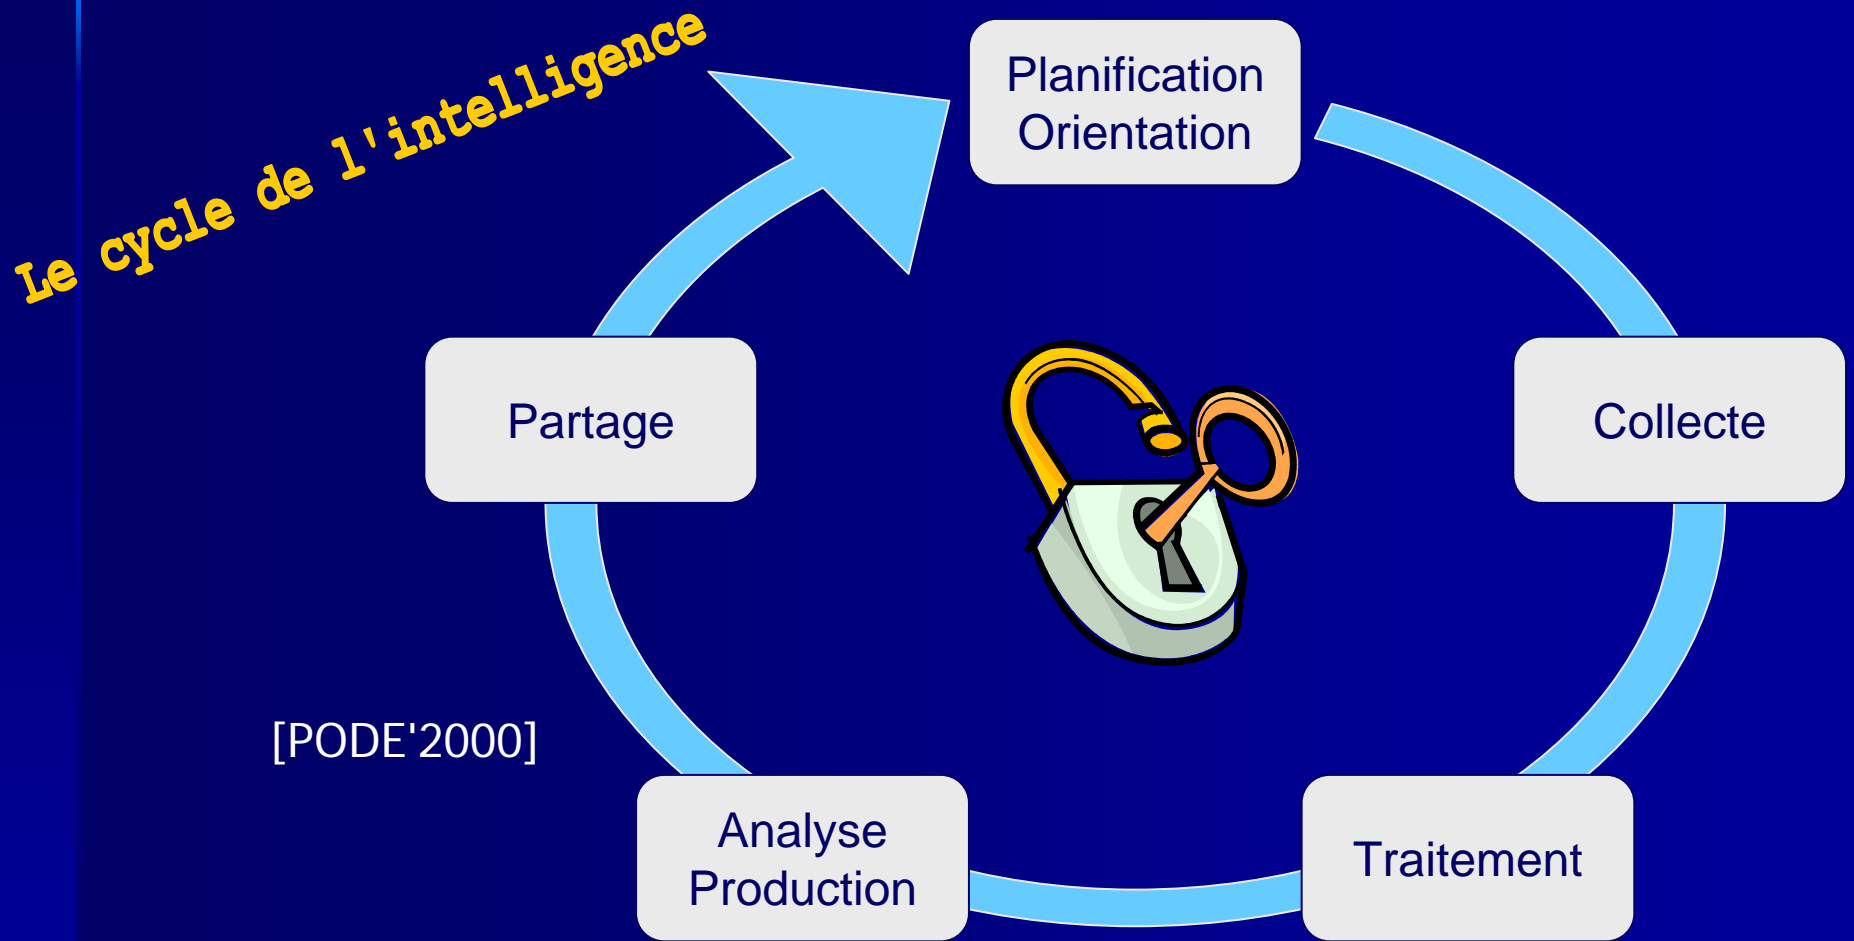 Le cycle de l'intelligence
Planification
Orientation
Collecte
Traitement
Analyse
Production
Partage
[PODE'2000]